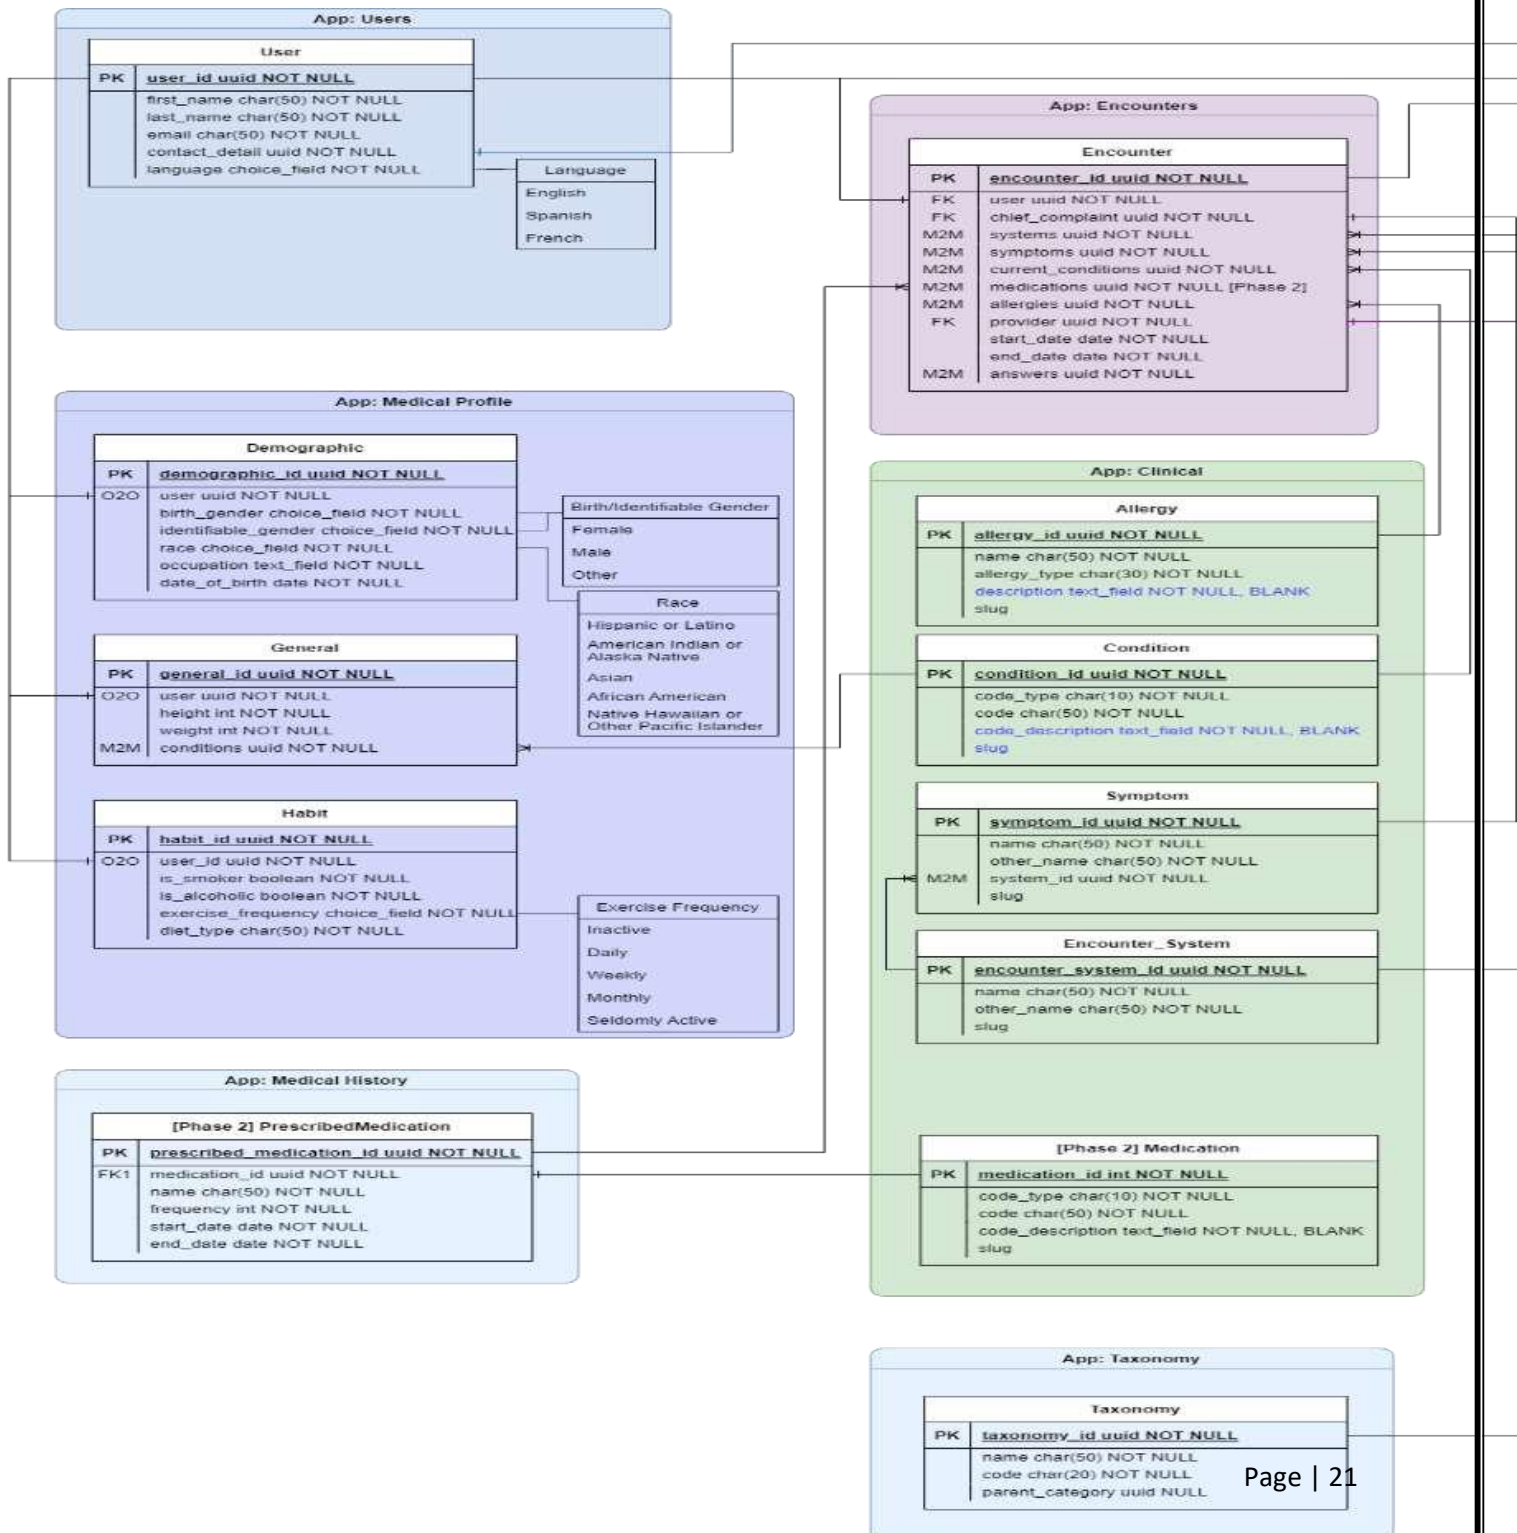 App: Users
User
PK user_id uuid NOT NULL
first_name char(50) NOT NULL
last_name char(50) NOT NULL
email char(50) NOT NULL
contact_detail uuid NOT NULL
language choice_field NOT NULL
Language
English
Spanish
French
App: Encounters
Encounter
PK encounter_id uuid NOT NULL
FK user uuid NOT NULL
FK chief_complaint uuid NOT NULL
M2M systems uuid NOT NULL
M2M symptoms uuid NOT NULL
M2M current_conditions uuid NOT NULL
M2M medications uuid NOT NULL [Phase 2]
M2M allergies uuid NOT NULL
FK provider uuid NOT NULL
start_date date NOT NULL
end_date date NOT NULL
M2M answers uuid NOT NULL
App: Medical Profile
Demographic
PK demographic_id uuid NOT NULL
O2O user uuid NOT NULL
birth_gender choice_field NOT NULL
identifiable_gender choice_field NOT NULL
race choice_field NOT NULL
occupation text_field NOT NULL
date_of_birth date NOT NULL
Birth/Identifiable Gender
Female
Male
Other
Race
Hispanic or Latino
American Indian or
Alaska Native
Asian
African American
Native Hawaiian or
Other Pacific Islander
General
PK general_id uuid NOT NULL
O2O user uuid NOT NULL
height int NOT NULL
weight int NOT NULL
M2M conditions uuid NOT NULL
Habit
PK habit_id uuid NOT NULL
O2O user_id uuid NOT NULL
is_smoker boolean NOT NULL
is_alcoholic boolean NOT NULL
exercise_frequency choice_field NOT NULL
diet_type char(50) NOT NULL
Exercise Frequency
Inactive
Daily
Weekly
Monthly
Seldomly Active
App: Clinical
Allergy
PK allergy_id uuid NOT NULL
name char(50) NOT NULL
allergy_type char(30) NOT NULL
description text_field NOT NULL, BLANK
slug
Condition
PK condition_id uuid NOT NULL
code_type char(10) NOT NULL
code char(50) NOT NULL
code_description text_field NOT NULL, BLANK
slug
Symptom
PK symptom_id uuid NOT NULL
name char(50) NOT NULL
other_name char(50) NOT NULL
M2M system_id uuid NOT NULL
slug
Encounter_System
PK encounter_system_id uuid NOT NULL
name char(50) NOT NULL
other_name char(50) NOT NULL
slug
[Phase 2] Medication
PK medication_id int NOT NULL
code_type char(10) NOT NULL
code char(50) NOT NULL
code_description text_field NOT NULL, BLANK
slug
App: Medical History
[Phase 2] PrescribedMedication
PK prescribed_medication_id uuid NOT NULL
FK1 medication_id uuid NOT NULL
name char(50) NOT NULL
frequency int NOT NULL
start_date date NOT NULL
end_date date NOT NULL
App: Taxonomy
Taxonomy
PK taxonomy_id uuid NOT NULL
name char(50) NOT NULL
code char(20) NOT NULL
parent_category uuid NULL
Page | 21